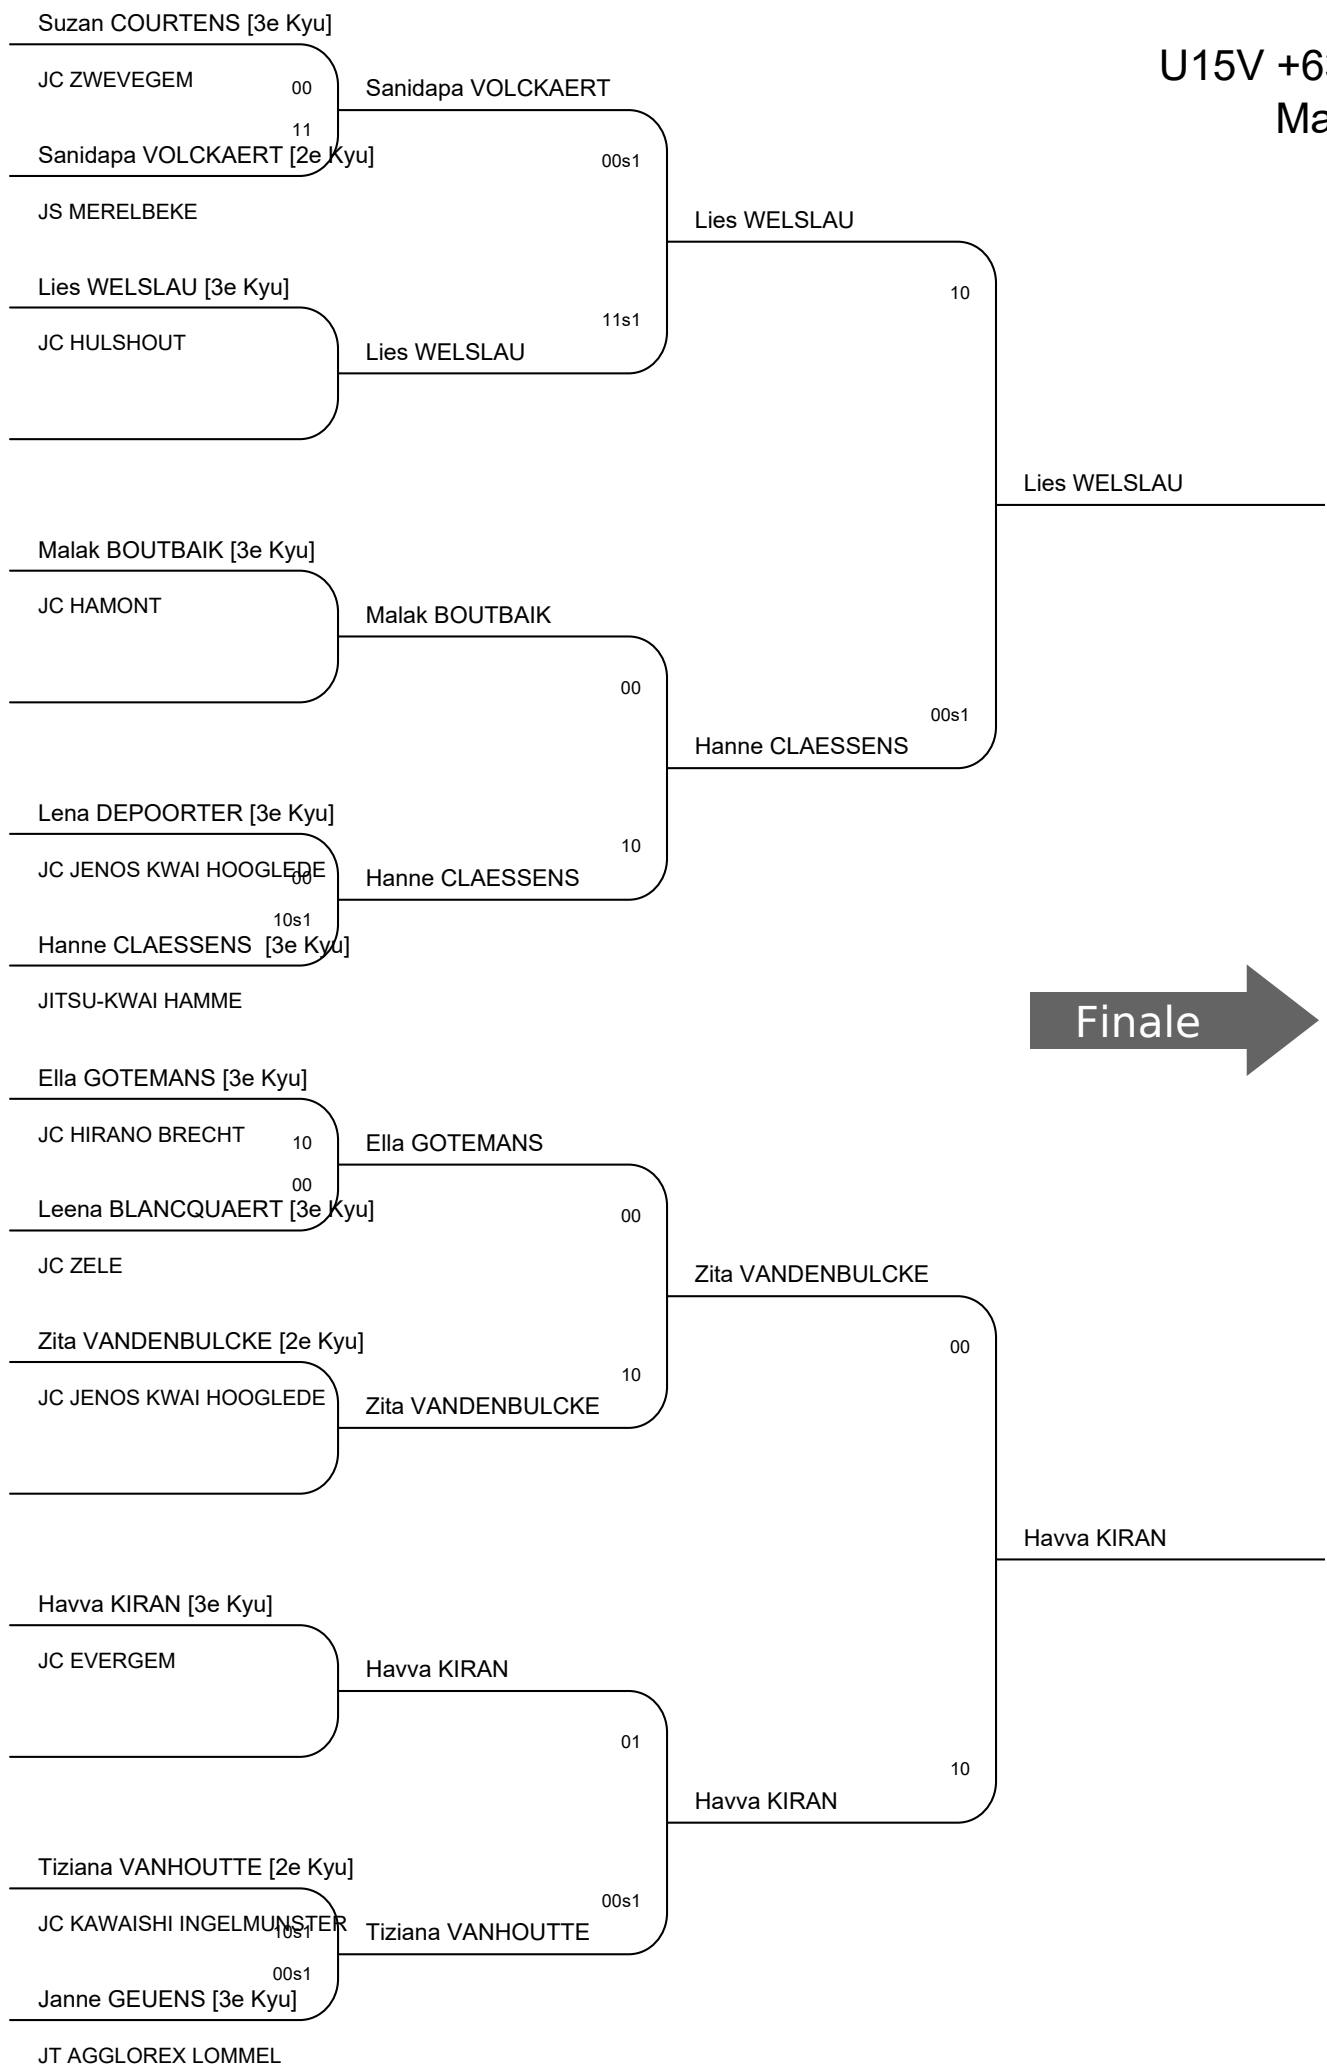 Suzan COURTENS [3e Kyu]
JC ZWEVEGEM
00
11
Sanidapa VOLCKAERT [2e Kyu]
JS MERELBEKE
Lies WELSLAU [3e Kyu]
JC HULSHOUT
Malak BOUTBAIK [3e Kyu]
JC HAMONT
Lena DEPOORTER [3e Kyu]
JC JENOS KWAI HOOGLEDE
00
10s1
Hanne CLAESSENS [3e Kyu]
JITSU-KWAI HAMME
Ella GOTEMANS [3e Kyu]
JC HIRANO BRECHT
10
00
Leena BLANCQUAERT [3e Kyu]
JC ZELE
Zita VANDENBULCKE [2e Kyu]
JC JENOS KWAI HOOGLEDE
Havva KIRAN [3e Kyu]
JC EVERGEM
Tiziana VANHOUTTE [2e Kyu]
JC KAWAISHI INGELMUNSTER
10s1
00s1
Janne GEUENS [3e Kyu]
JT AGGLOREX LOMMEL
Sanidapa VOLCKAERT
00s1
11s1
Lies WELSLAU
Malak BOUTBAIK
00
10
Hanne CLAESSENS
Ella GOTEMANS
00
10
Zita VANDENBULCKE
Havva KIRAN
01
00s1
Tiziana VANHOUTTE
Lies WELSLAU
10
00s1
Hanne CLAESSENS
Zita VANDENBULCKE
00
10
Havva KIRAN
U15V +6
Ma
Lies WELSLAU
Finale
Havva KIRAN